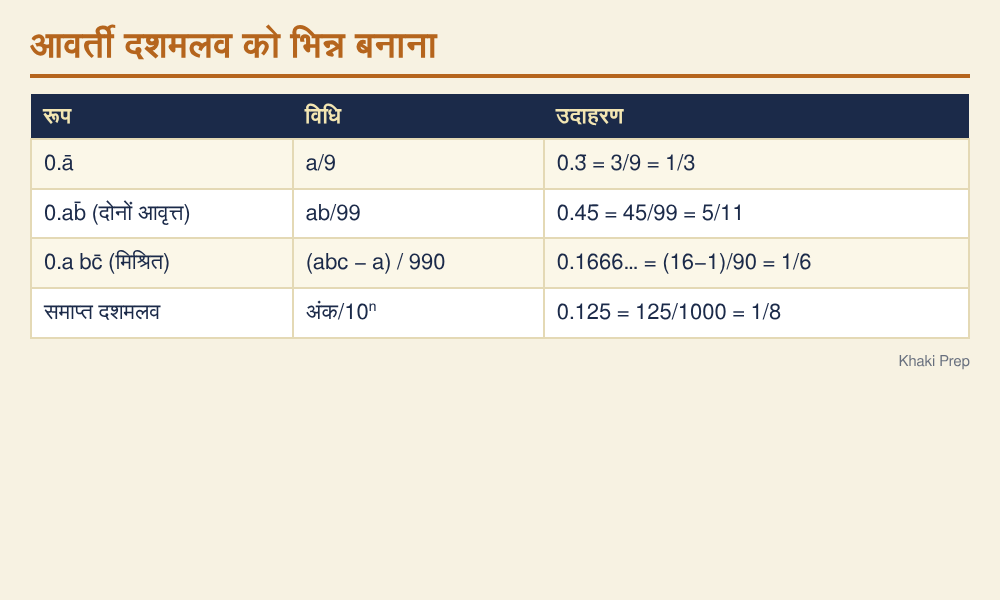 आवर्ती दशमलव को भिन्न बनाना
रूप विधि उदाहरण
0.ā a/9 0.3̄ = 3/9 = 1/3
0.ab̄ (दोनों आवृत्त) ab/99 0.45 = 45/99 = 5/11
0.a bc̄ (मिश्रित) (abc − a) / 990 0.1666… = (16−1)/90 = 1/6
समाप्त दशमलव अंक/10ⁿ 0.125 = 125/1000 = 1/8
Khaki Prep